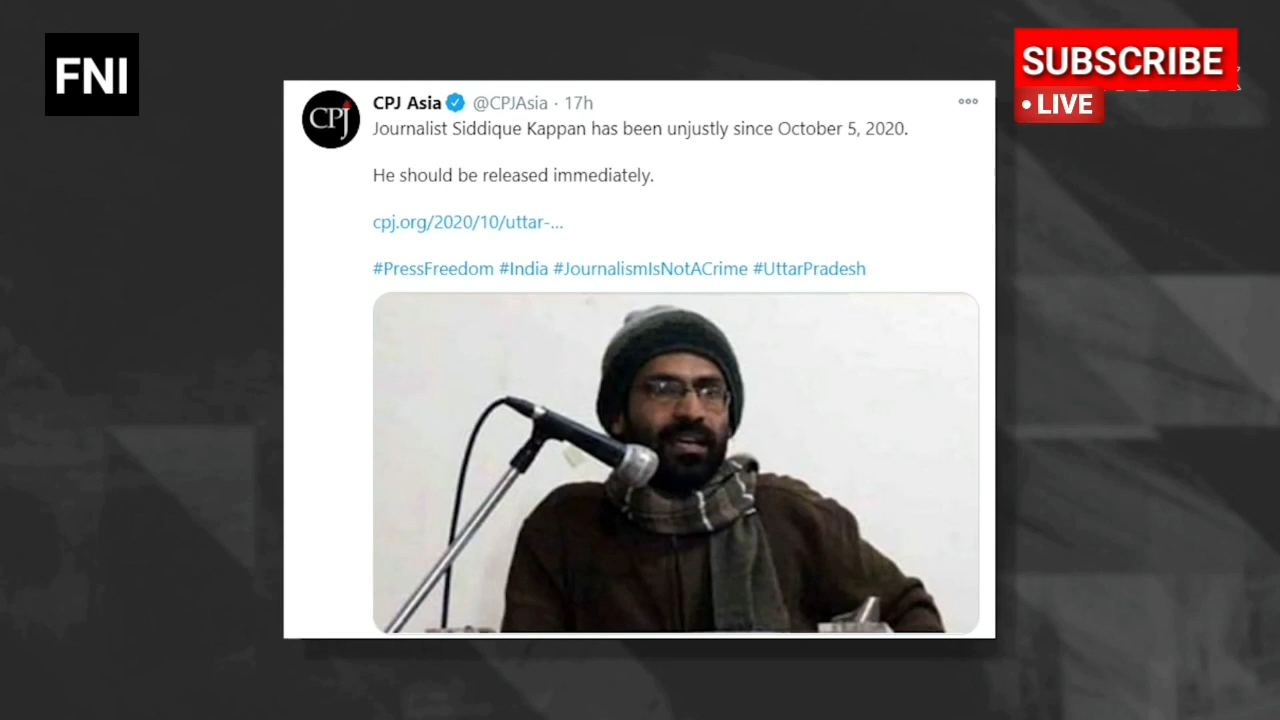 FNI
SUBSCRIBE
• LIVE
CPJ
CPJ Asia @CPJAsia · 17h
Journalist Siddique Kappan has been unjustly since October 5, 2020.
He should be released immediately.
cpj.org/2020/10/uttar-...
#PressFreedom #India #JournalismIsNotACrime #UttarPradesh